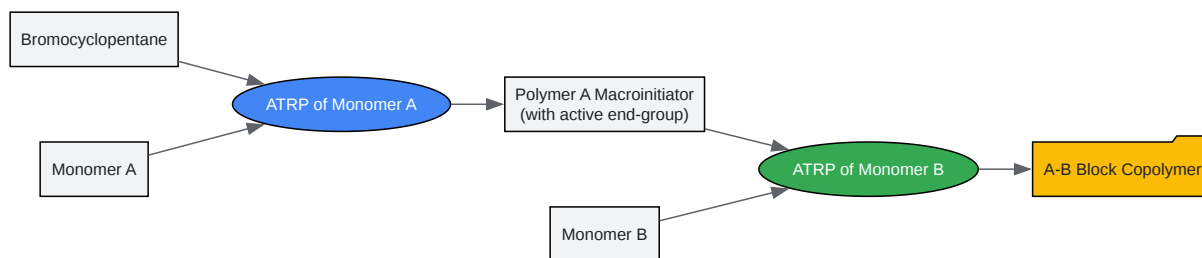 Bromocyclopentane
Monomer A
ATRP of Monomer A
Polymer A Macroinitiator
(with active end-group)
Monomer B
ATRP of Monomer B
A-B Block Copolymer